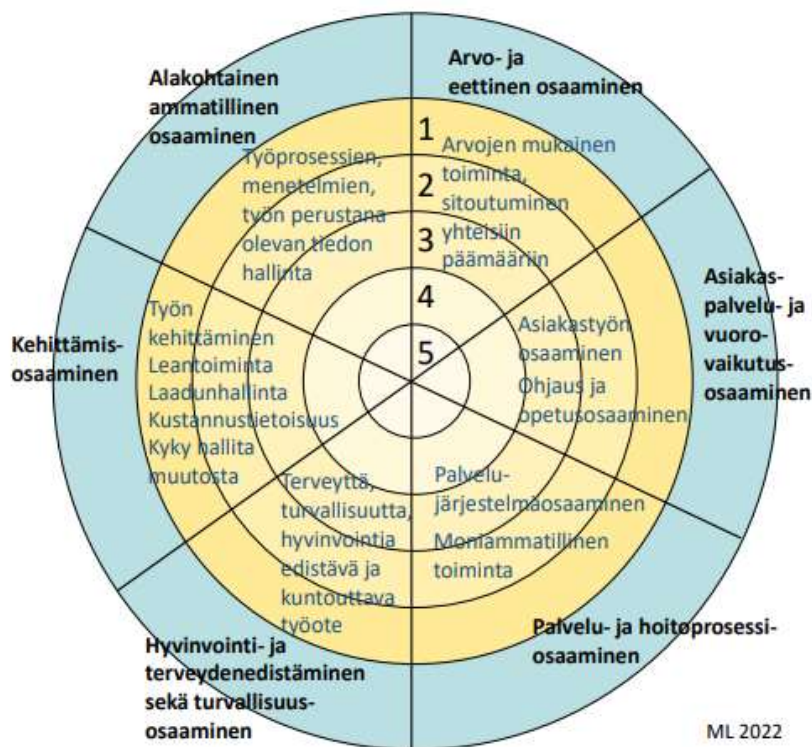 Alakohtainen
ammatillinen
osaaminen
Arvo- ja
eettinen osaaminen
1
2
3
4
5
Työprosessien,
menetelmien,
työn perustana
olevan tiedon
hallinta
Arvojen mukainen
toiminta,
sitoutuminen
yhteisiin
päämääriin
Asiakas-
palvelu- ja
vuoro-
vaikutus-
osaaminen
Asiakastyön
osaaminen
Ohjaus ja
opetusosaaminen
Kehittämis-
osaaminen
Työn
kehittäminen
Leantoiminta
Laadunhallinta
Kustannustietoisuus
Kyky hallita
muutosta
Terveyttä,
turvallisuutta,
hyvinvointia
edistävä ja
kuntouttava
työote
Palvelu-
järjestelmäosaaminen
Moniammatillinen
toiminta
Hyvinvointi- ja
terveydenedistäminen
sekä turvallisuus-
osaaminen
Palvelu- ja hoitoprosessi-
osaaminen
ML 2022